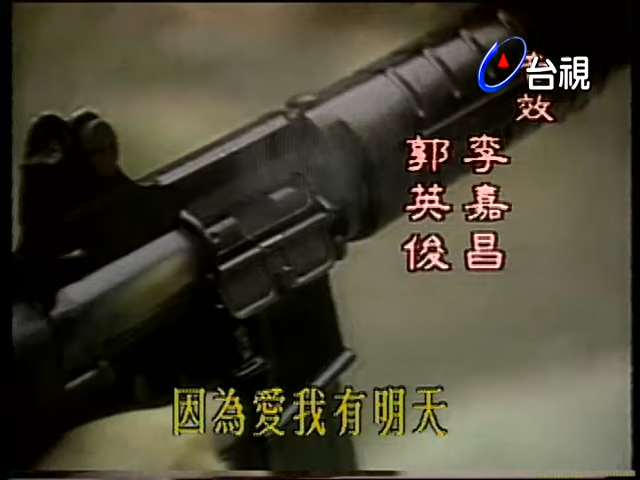 台視
效
李嘉昌
郭英俊
因為愛我有明天